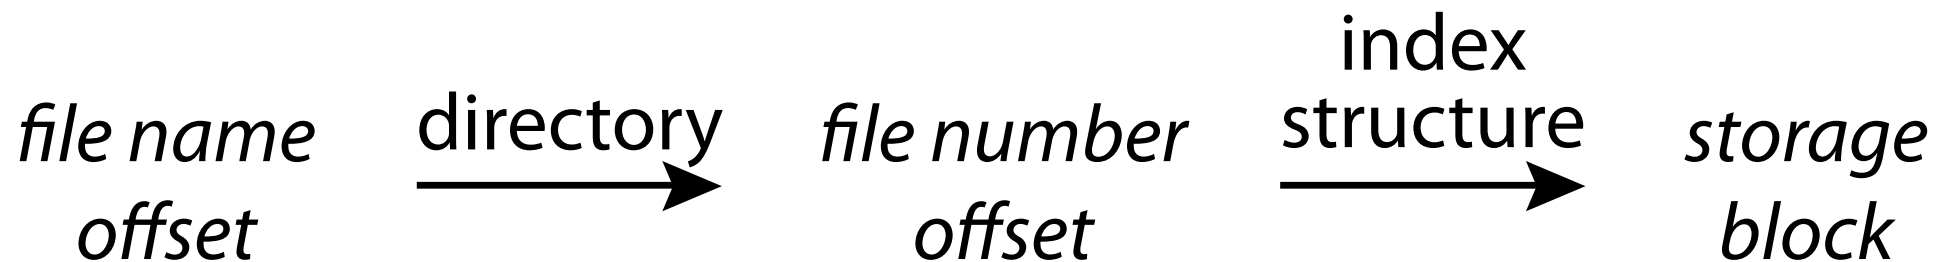 file name
offset
directory
file number
offset
index
structure
storage
block